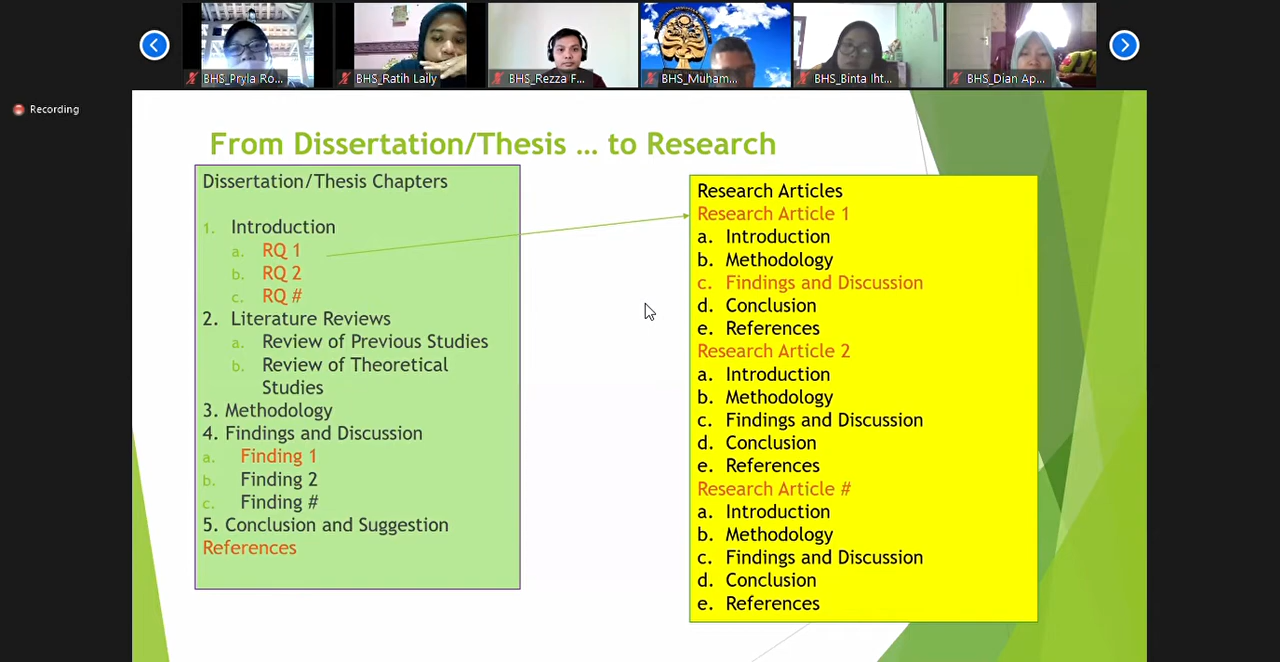 BHS_Pryla Ro...
BHS_Ratih Laily
BHS_Rezza F...
BHS_Muham...
BHS_Binta Iht...
BHS_Dian Ap...
Recording
From Dissertation/Thesis ... to Research
Dissertation/Thesis Chapters
1. Introduction
a. RQ 1
b. RQ 2
c. RQ #
2. Literature Reviews
a. Review of Previous Studies
b. Review of Theoretical
Studies
3. Methodology
4. Findings and Discussion
a. Finding 1
b. Finding 2
c. Finding #
5. Conclusion and Suggestion
References
Research Articles
Research Article 1
a. Introduction
b. Methodology
c. Findings and Discussion
d. Conclusion
e. References
Research Article 2
a. Introduction
b. Methodology
c. Findings and Discussion
d. Conclusion
e. References
Research Article #
a. Introduction
b. Methodology
c. Findings and Discussion
d. Conclusion
e. References